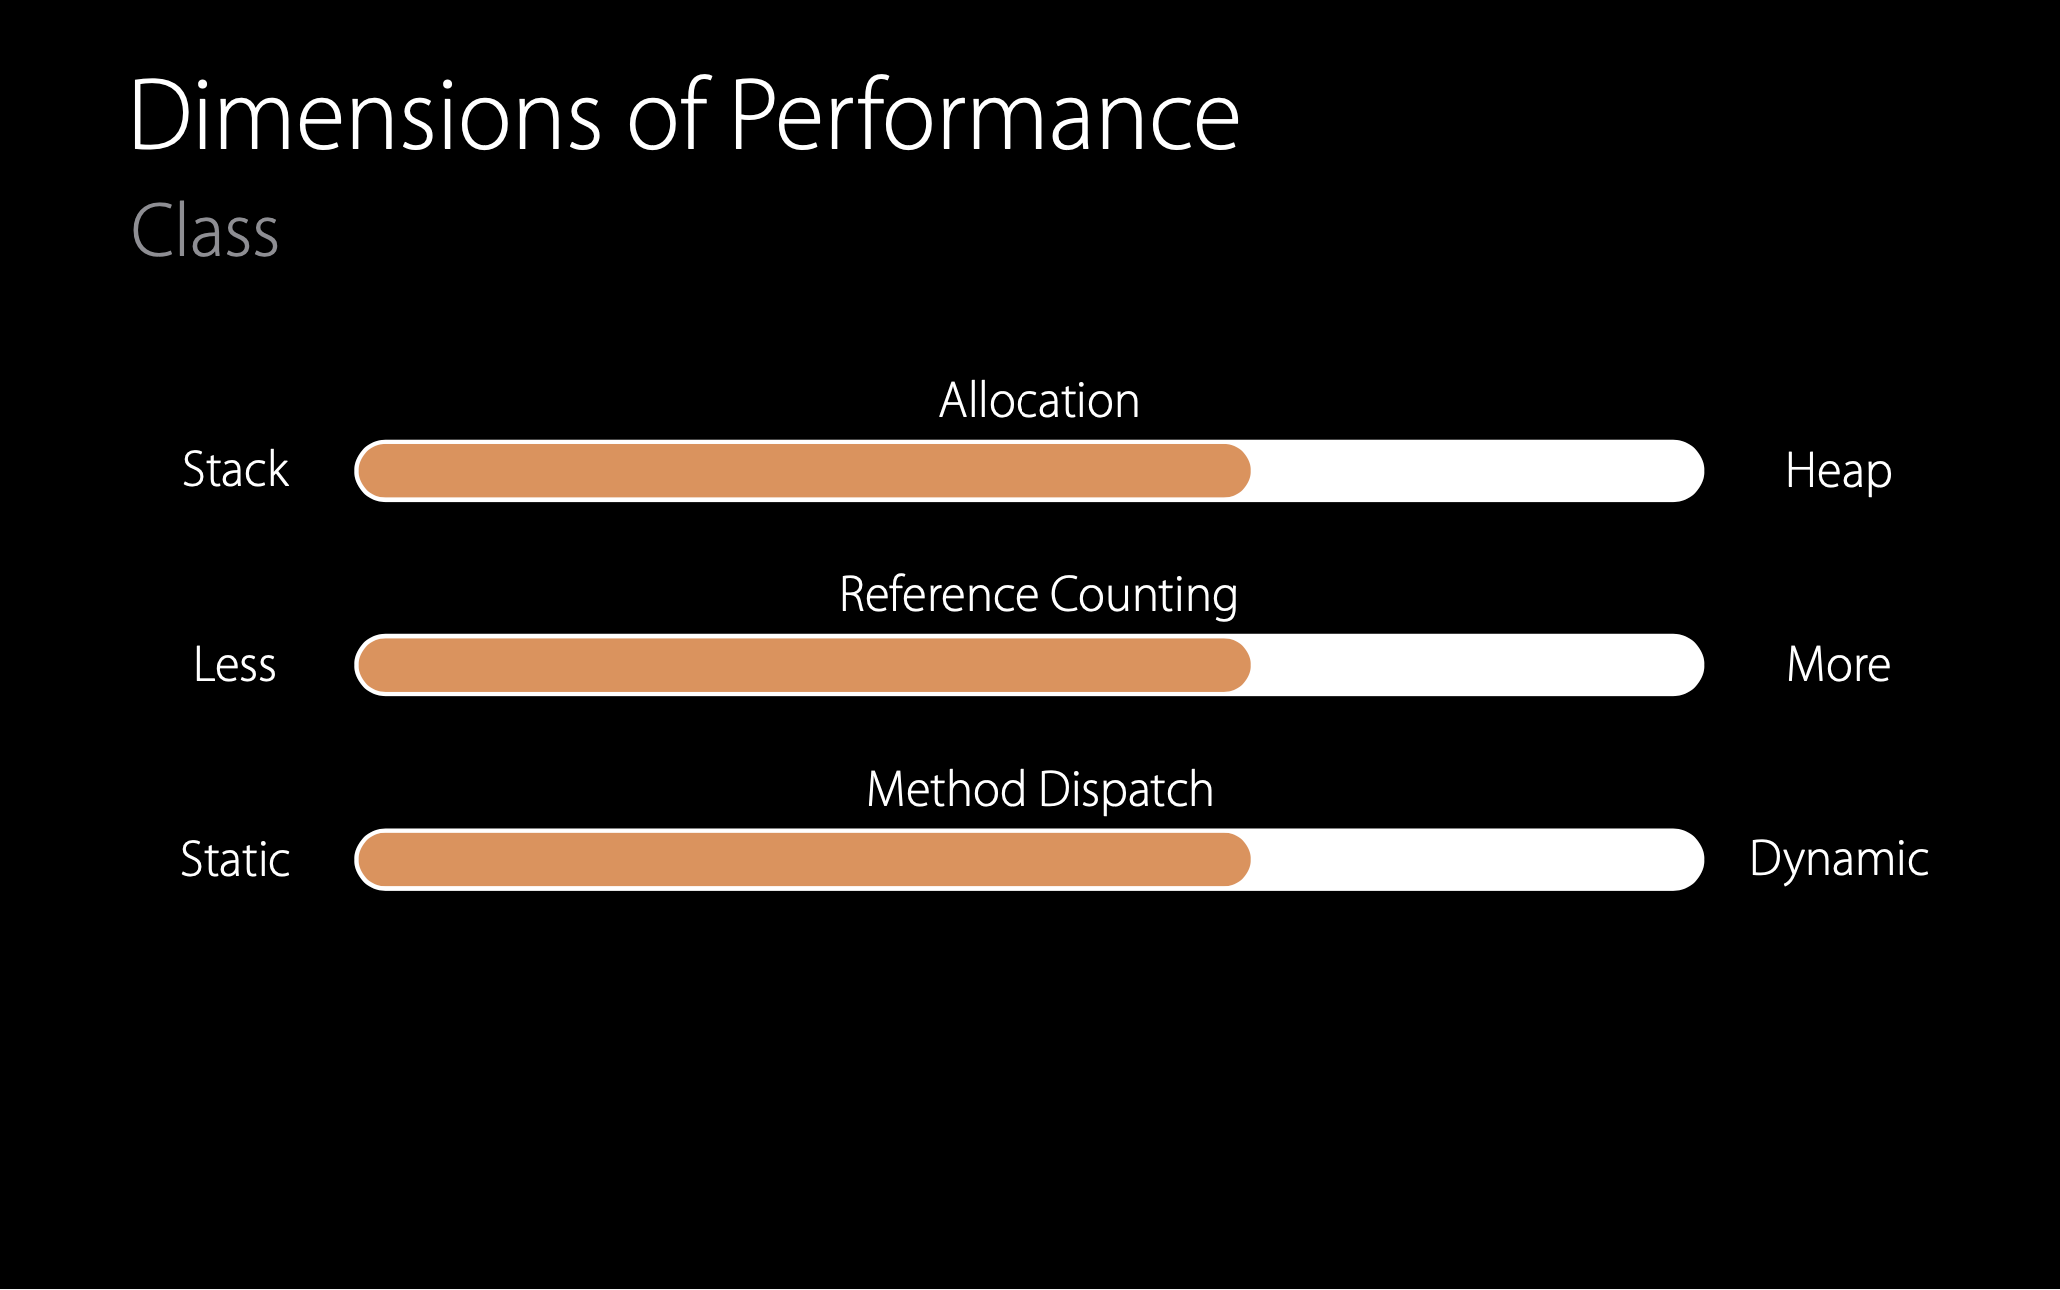 Dimensions of Performance
Class
Allocation
Stack
Heap
Reference Counting
Less
More
Method Dispatch
Static
Dynamic